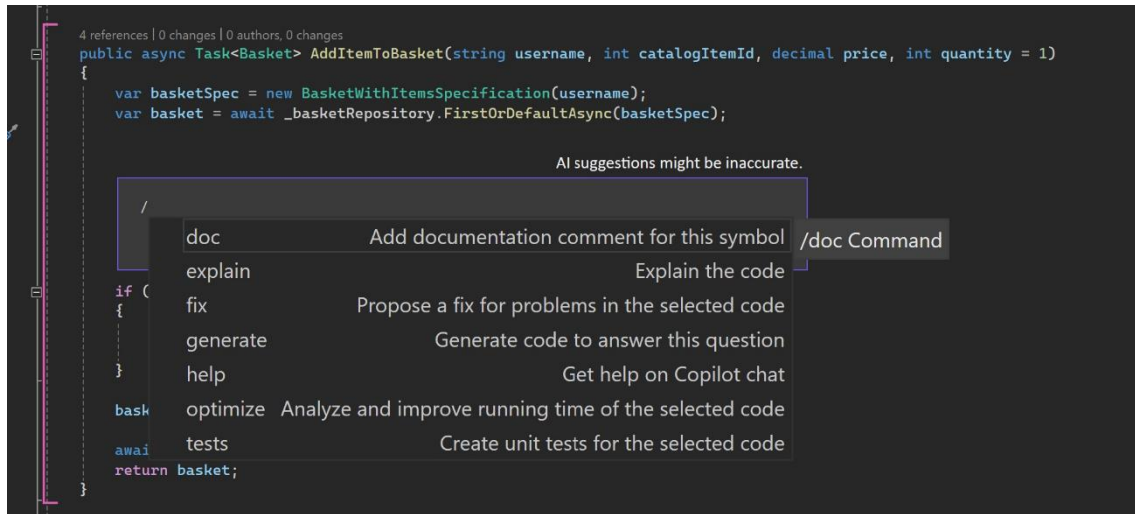 4 references | 0 changes | 0 authors, 0 changes
public async Task<Basket> AddItemToBasket(string username, int catalogItemId, decimal price, int quantity = 1)
{
var basketSpec = new BasketWithItemsSpecification(username);
var basket = await _basketRepository.FirstOrDefaultAsync(basketSpec);
AI suggestions might be inaccurate.
/
doc Add documentation comment for this symbol /doc Command
explain Explain the code
if (
fix Propose a fix for problems in the selected code
{
generate Generate code to answer this question
}
help Get help on Copilot chat
bask
optimize Analyze and improve running time of the selected code
tests Create unit tests for the selected code
awai
return basket;
}